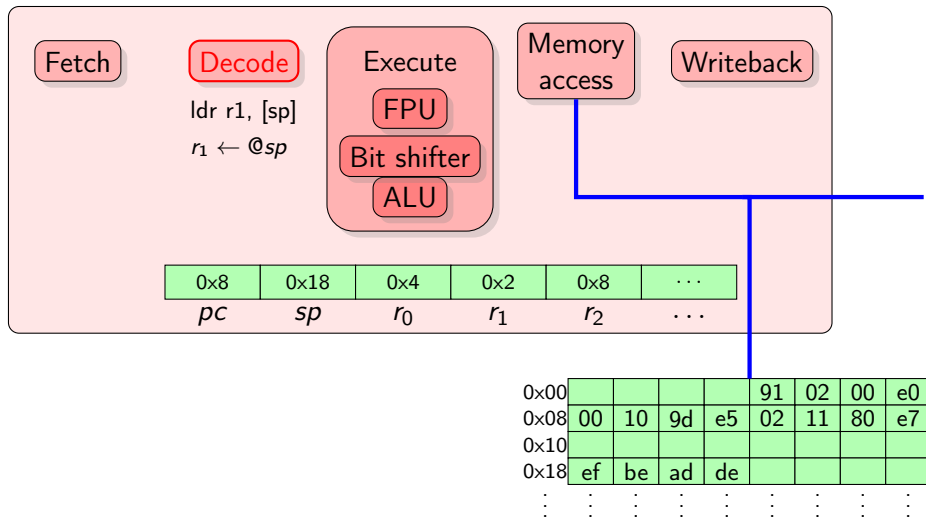 Fetch
Decode
ldr r1, [sp]
r₁ ← @sp
Execute
FPU
Bit shifter
ALU
Memory
access
Writeback
0x8 0x18 0x4 0x2 0x8 ···
pc sp r₀ r₁ r₂ ...
0x00 91 02 00 e0
0x08 00 10 9d e5 02 11 80 e7
0x10
0x18 ef be ad de